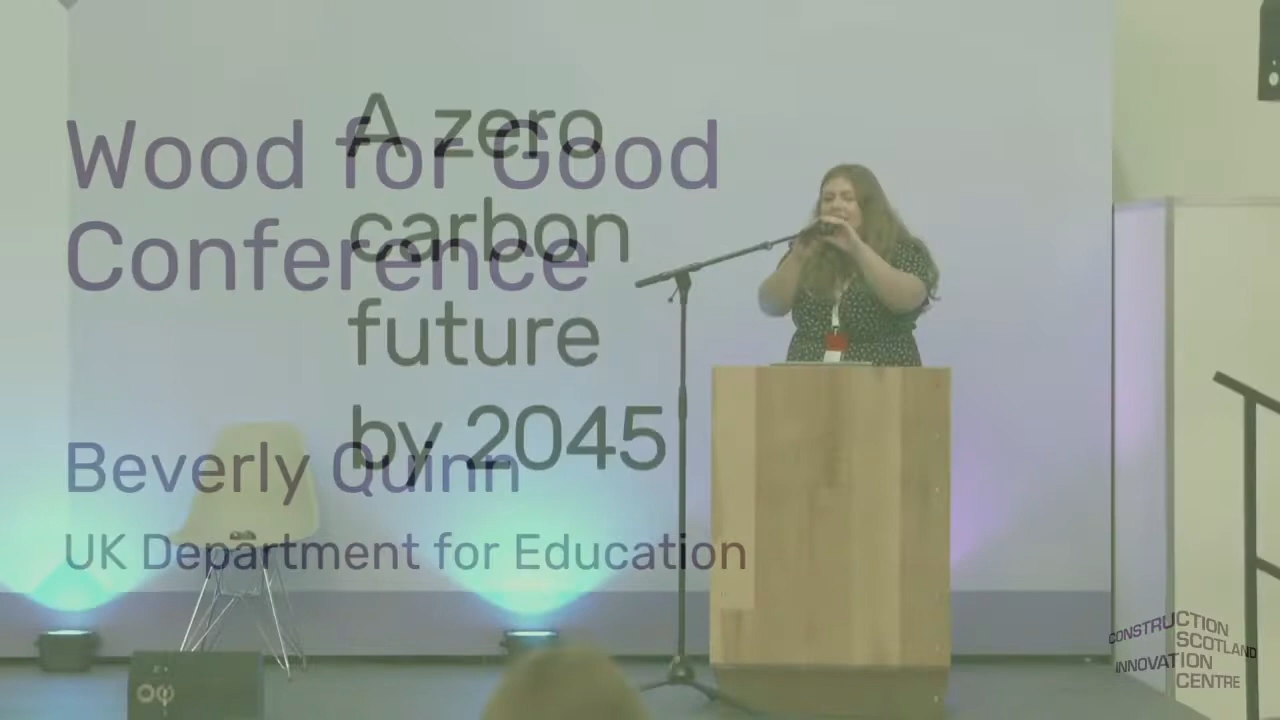 Wood for Good
Conference
A zero
carbon
future
by 2045
Beverly Quinn
UK Department for Education
CONSTRUCTION
SCOTLAND
INNOVATION
CENTRE